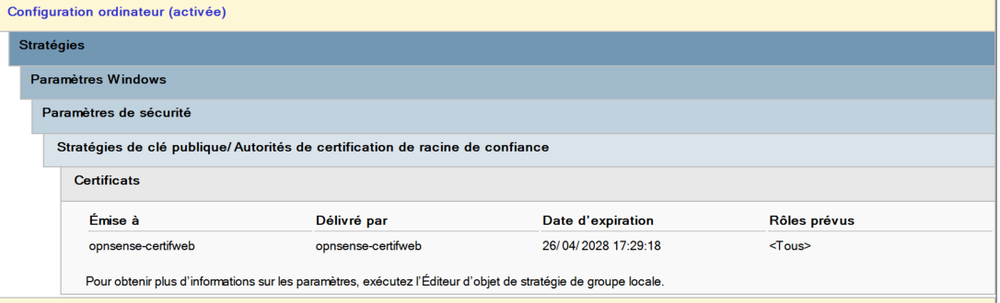 Configuration ordinateur (activée)
Stratégies
Paramètres Windows
Paramètres de sécurité
Stratégies de clé publique/Autorités de certification de racine de confiance
Certificats
Émise à Délivré par Date d'expiration Rôles prévus
opnsense-certifweb opnsense-certifweb 26/04/2028 17:29:18 <Tous>
Pour obtenir plus d'informations sur les paramètres, exécutez l'Éditeur d'objet de stratégie de groupe locale.